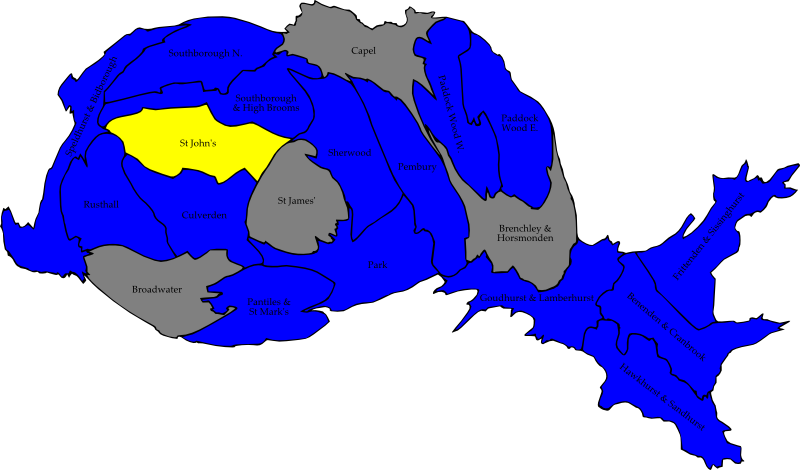 Capel
Southborough N.
Speldhurst & Bidborough
Southborough
& High Brooms
Paddock Wood W.
Paddock
Wood E.
St John's
Sherwood
Pembury
Rusthall
Culverden
St James'
Brenchley &
Horsmonden
Frittenden & Sissinghurst
Broadwater
Park
Pantiles &
St Mark's
Goudhurst & Lamberhurst
Benenden & Cranbrook
Hawkhurst & Sandhurst